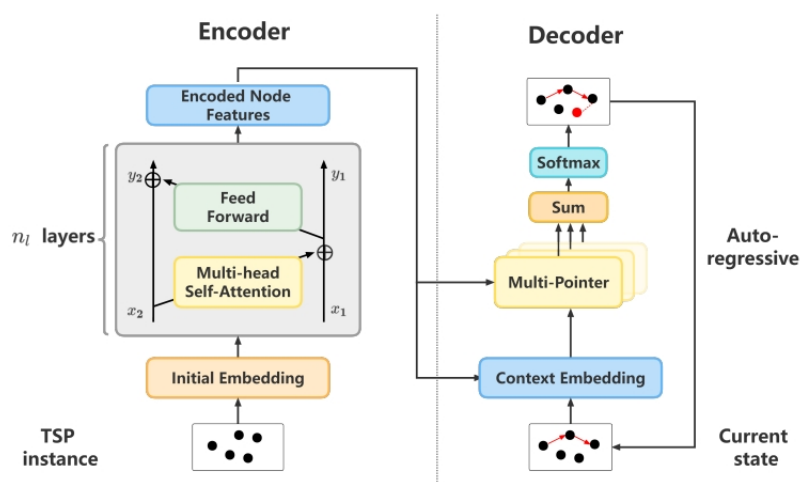 Encoder
Encoded Node
Features
y₂
y₁
Feed
Forward
nₗ layers
Multi-head
Self-Attention
x₂
x₁
Initial Embedding
TSP
instance
Decoder
Softmax
Sum
Multi-Pointer
Context Embedding
Auto-
regressive
Current
state